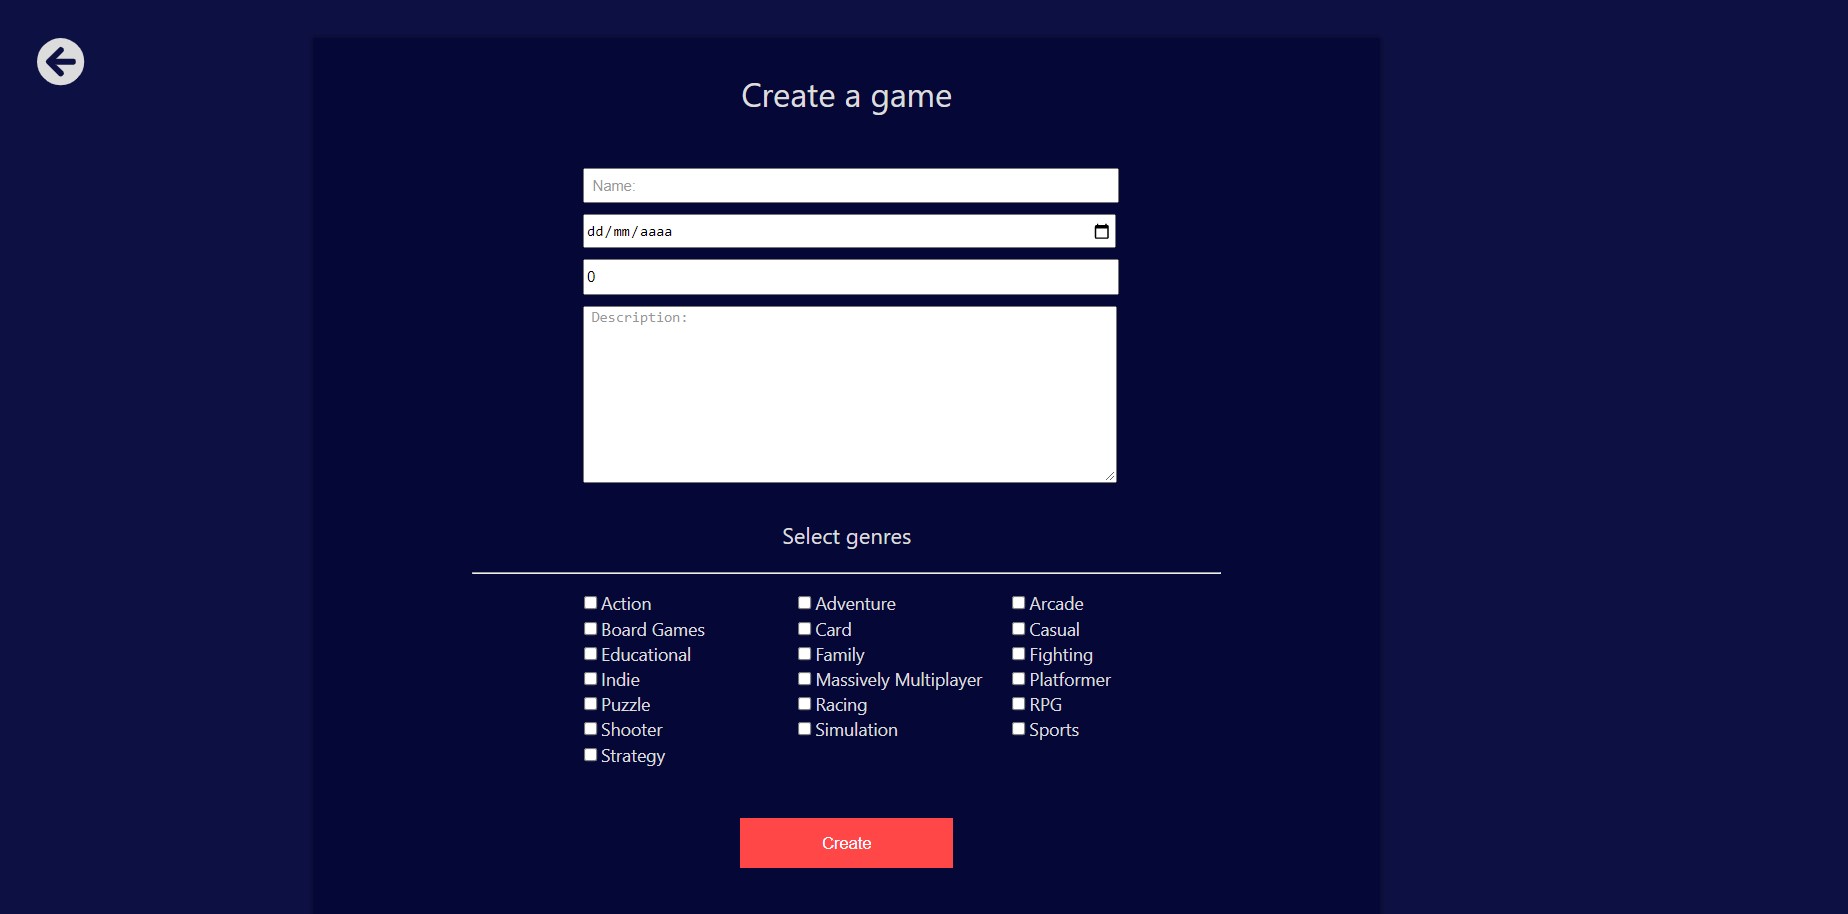 Create a game
Name:
dd/mm/aaaa
0
Description:
Select genres
Action Adventure Arcade
Board Games Card Casual
Educational Family Fighting
Indie Massively Multiplayer Platformer
Puzzle Racing RPG
Shooter Simulation Sports
Strategy
Create